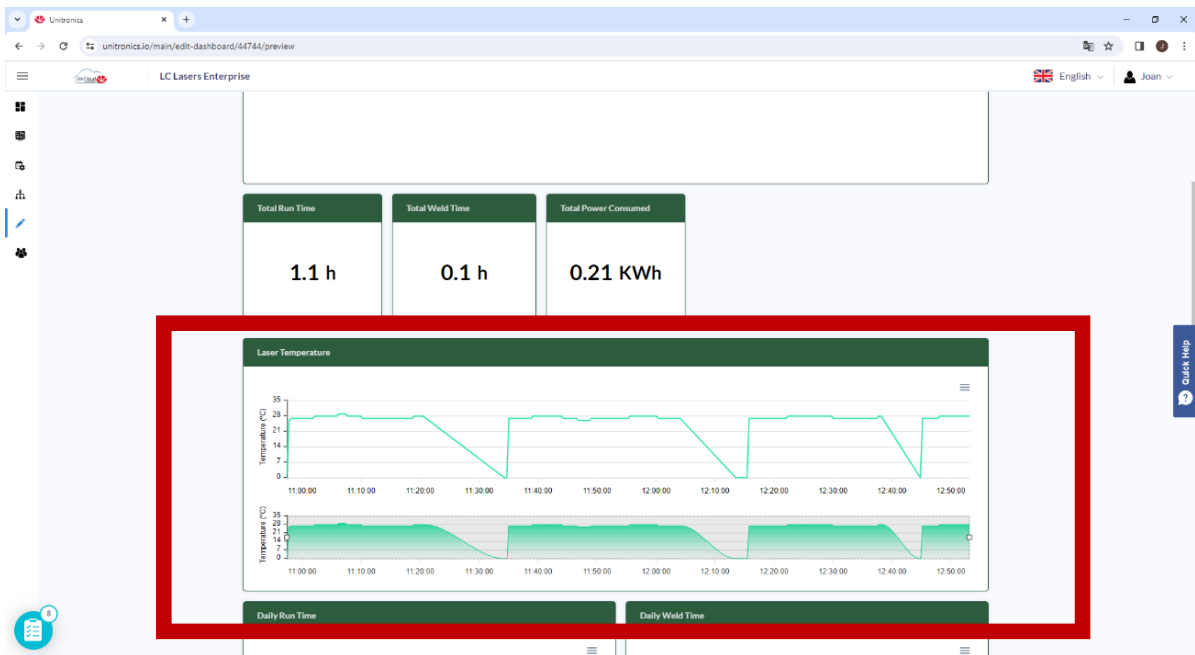 Unitronics
unitronics.io/main/edit-dashboard/44744/preview
LC Lasers Enterprise
English
Joan
Total Run Time
Total Weld Time
Total Power Consumed
1.1 h
0.1 h
0.21 KWh
Laser Temperature
Temperature (°C)
35
28
21
14
7
0
11:00:00 11:10:00 11:20:00 11:30:00 11:40:00 11:50:00 12:00:00 12:10:00 12:20:00 12:30:00 12:40:00 12:50:00
Temperature (°C)
35
28
21
14
7
0
11:00:00 11:10:00 11:20:00 11:30:00 11:40:00 11:50:00 12:00:00 12:10:00 12:20:00 12:30:00 12:40:00 12:50:00
Daily Run Time
Daily Weld Time
Quick Help
?
8
J